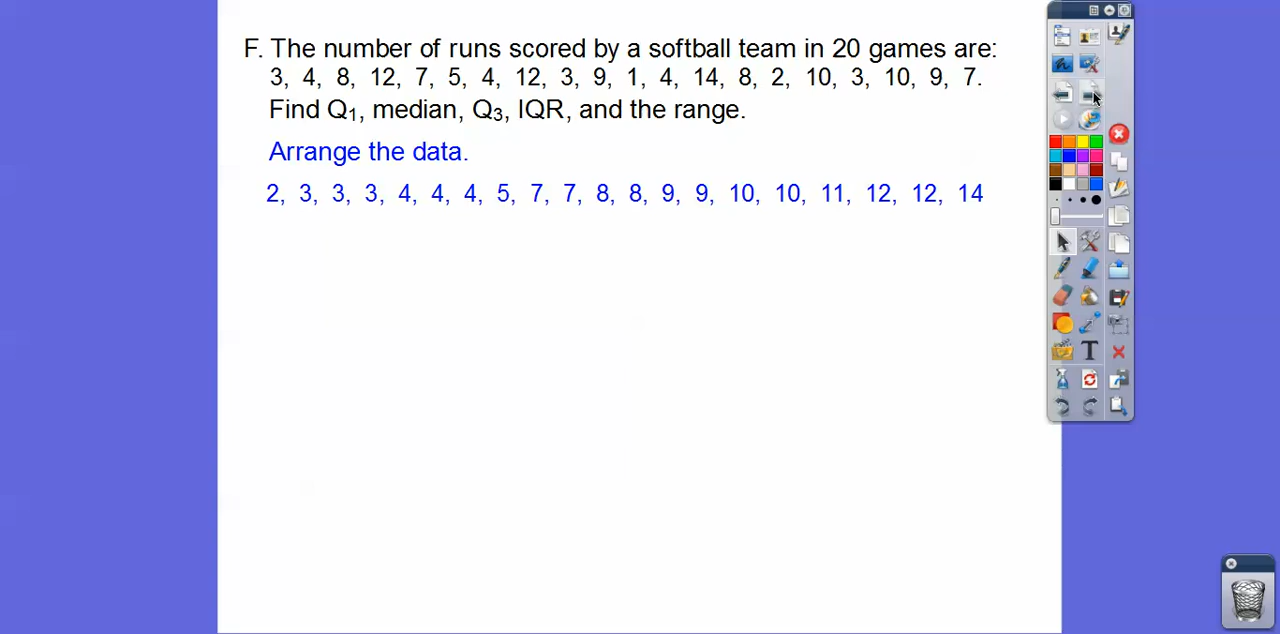 F. The number of runs scored by a softball team in 20 games are:
3, 4, 8, 12, 7, 5, 4, 12, 3, 9, 1, 4, 14, 8, 2, 10, 3, 10, 9, 7.
Find Q₁, median, Q₃, IQR, and the range.
Arrange the data.
2, 3, 3, 3, 4, 4, 4, 5, 7, 7, 8, 8, 9, 9, 10, 10, 11, 12, 12, 14
T